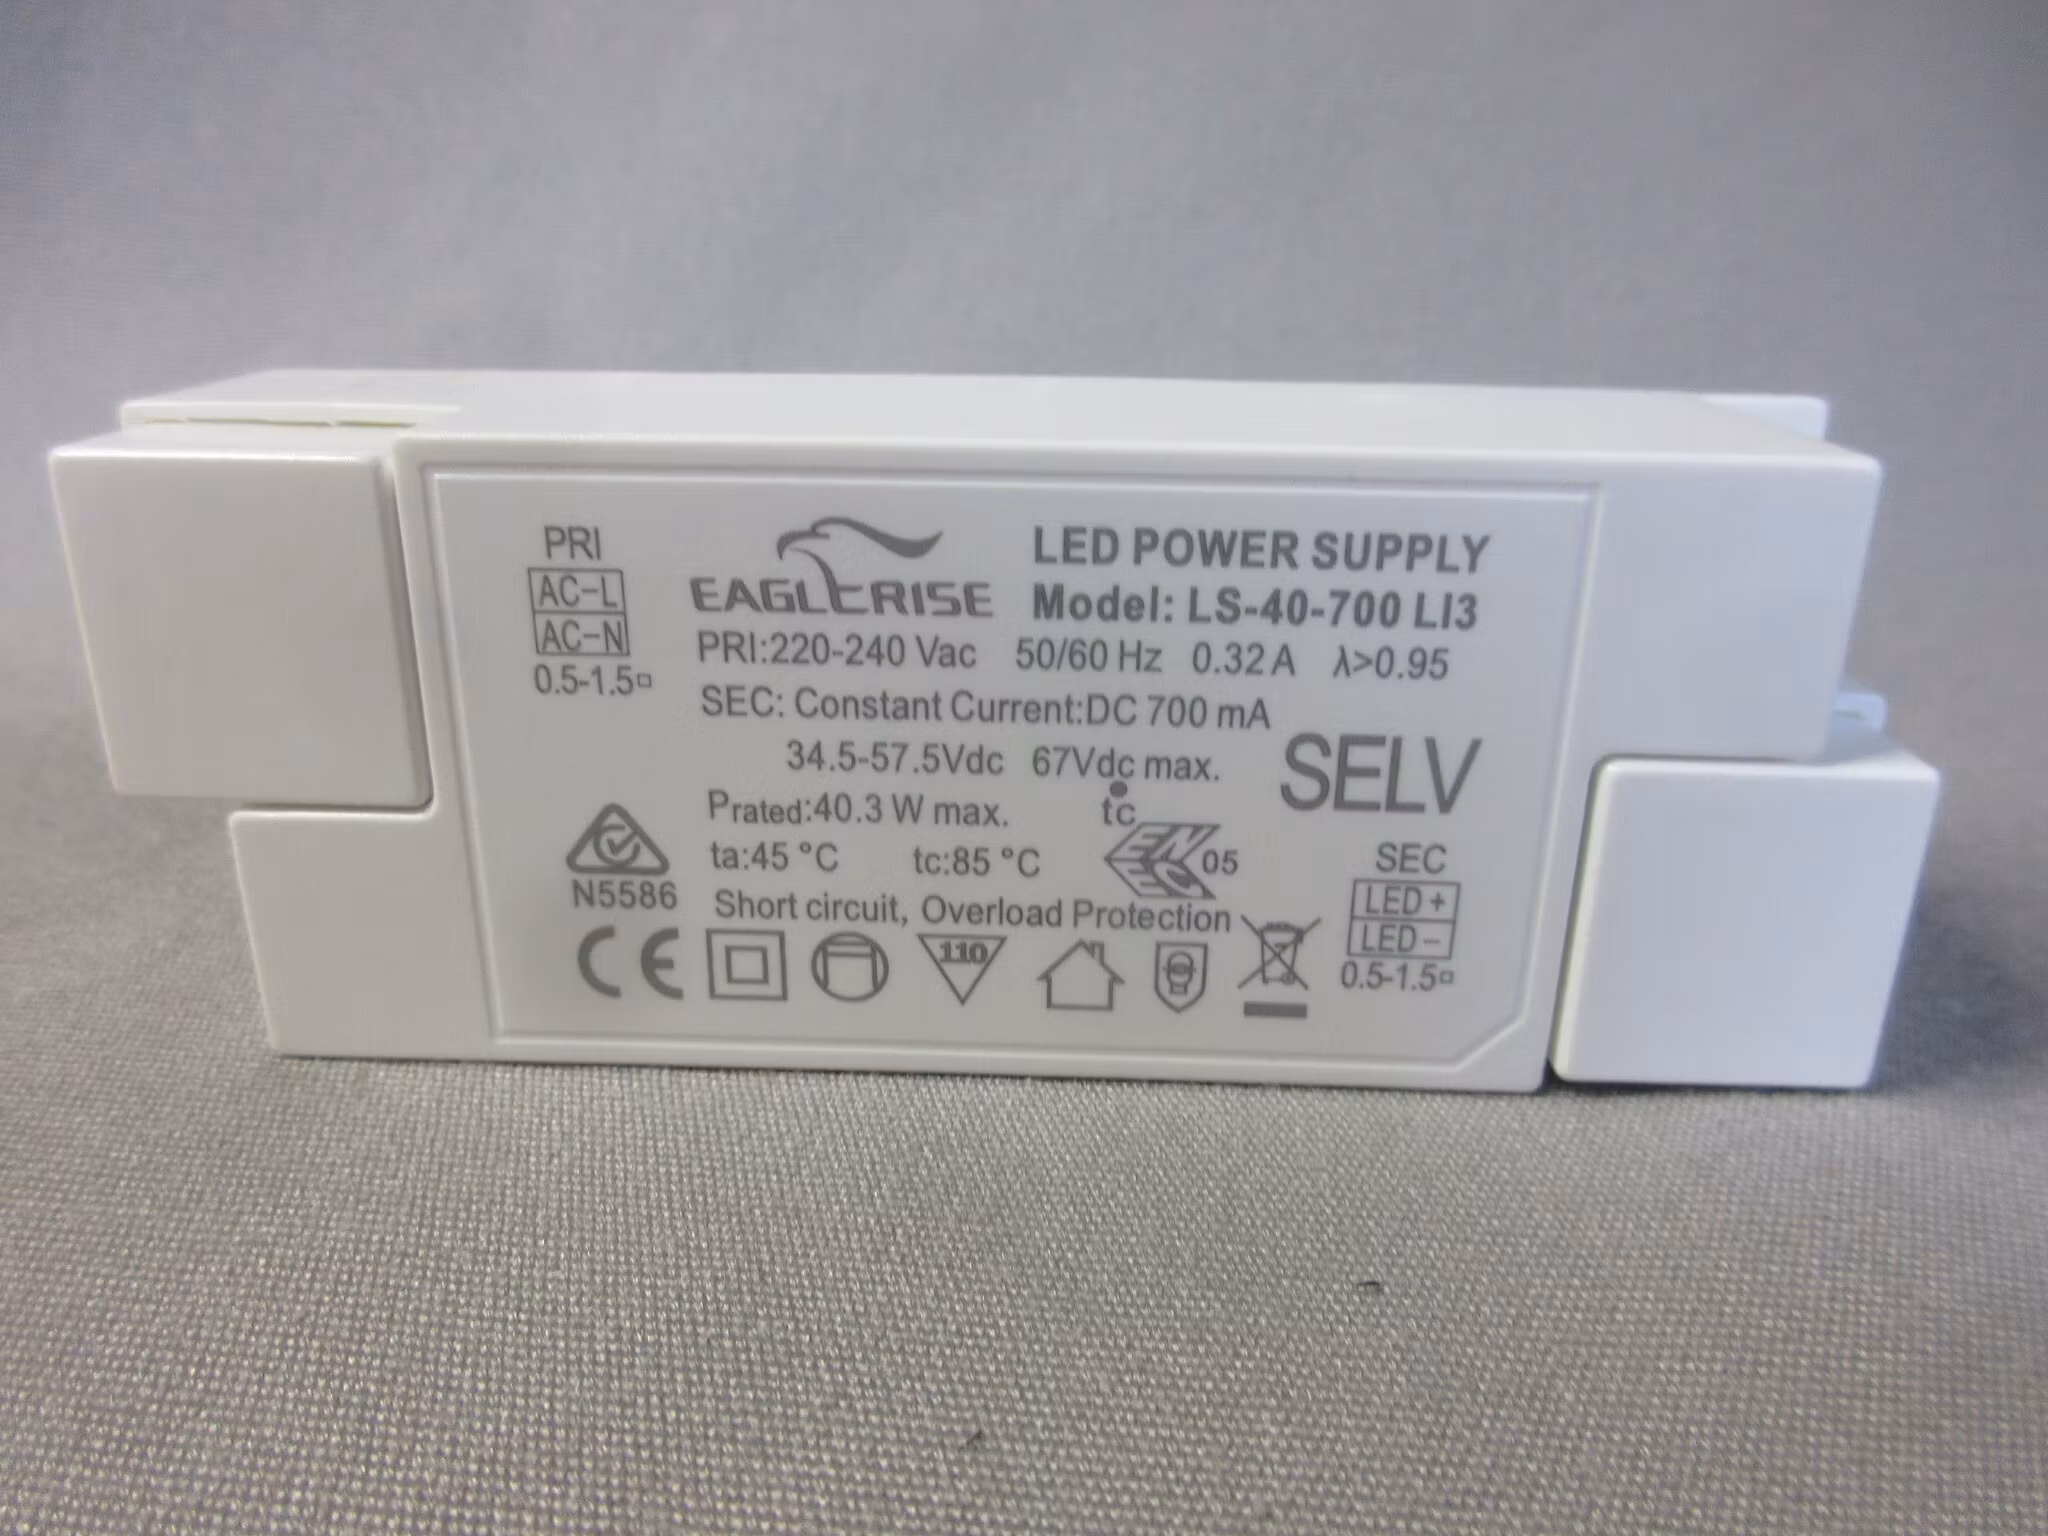 PRI
AC-L
AC-N
0.5-1.5□
EAGLERISE
LED POWER SUPPLY
Model: LS-40-700 LI3
PRI:220-240 Vac 50/60 Hz 0.32 A λ>0.95
SEC: Constant Current:DC 700 mA
34.5-57.5Vdc 67Vdc max.
SELV
Prated:40.3 W max.
tc
ta:45 °C tc:85 °C
ENEC 05
N5586
Short circuit, Overload Protection
CE
110
SEC
LED +
LED -
0.5-1.5□